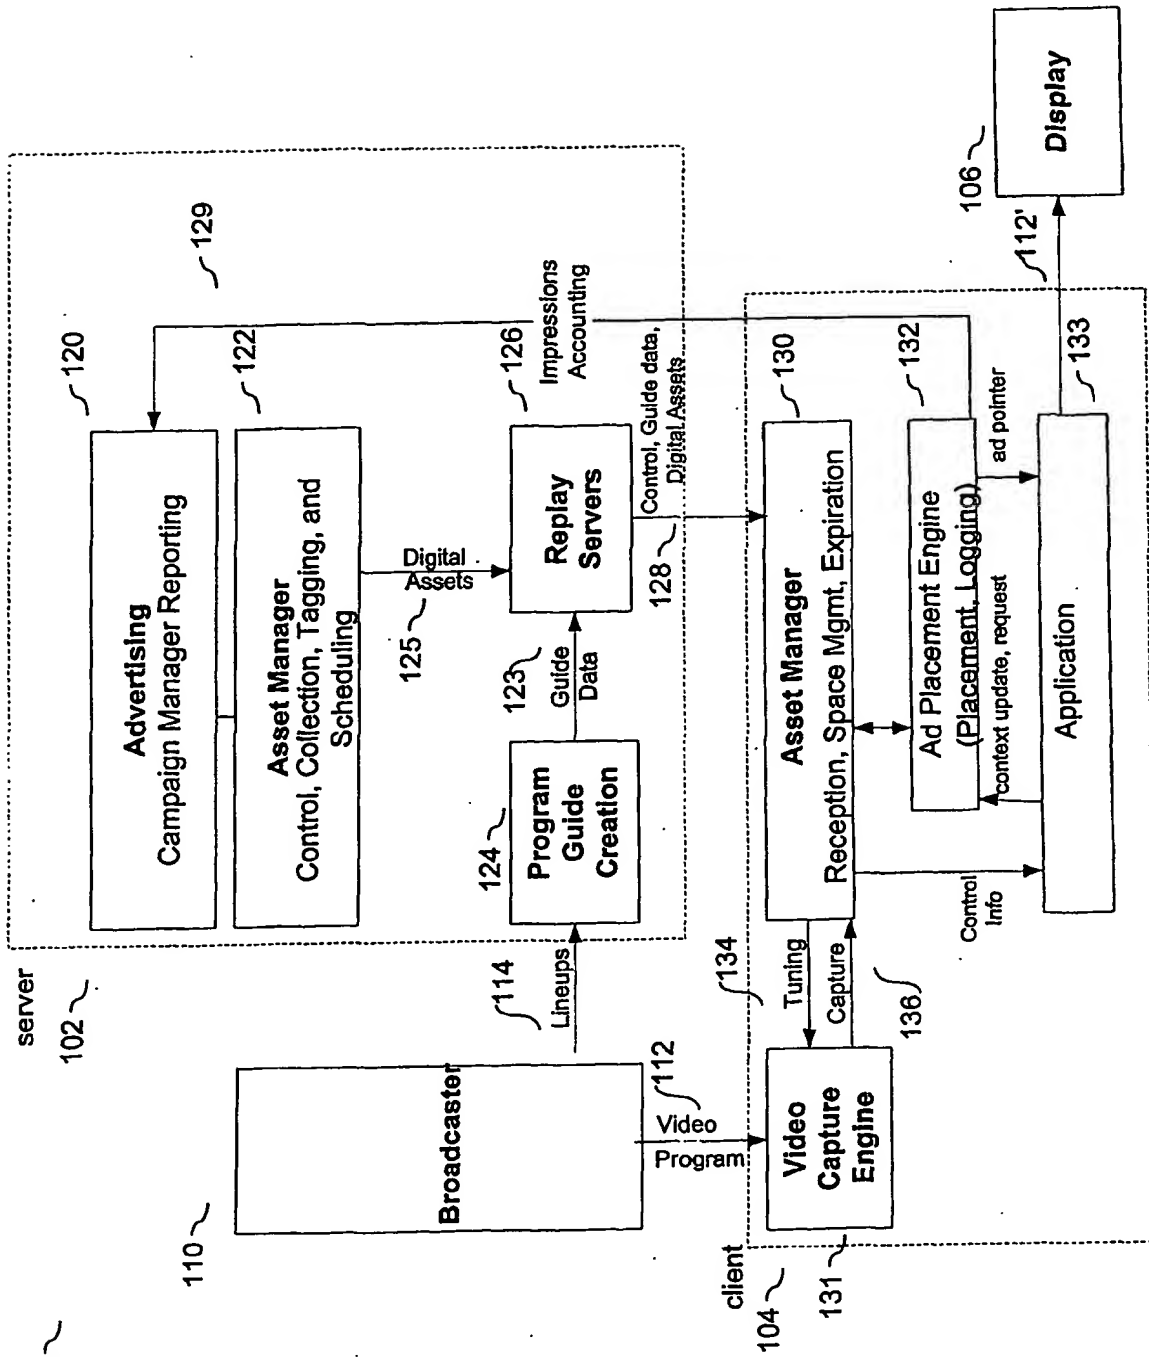 server
102
120
Advertising
Campaign Manager Reporting
129
122
Asset Manager
Control, Collection, Tagging, and
Scheduling
Digital
Assets
125
110
Broadcaster
114
Lineups
124
Program
Guide
Creation
123
Guide
Data
126
Replay
Servers
Impressions
Accounting
128
Control, Guide data,
Digital Assets
112
Video
Program
client
104
131
Video
Capture
Engine
134
Tuning
Capture
136
130
Asset Manager
Reception, Space Mgmt, Expiration
132
Ad Placement Engine
(Placement, Logging)
context update, request
ad pointer
Control
Info
133
Application
112'
106
Display